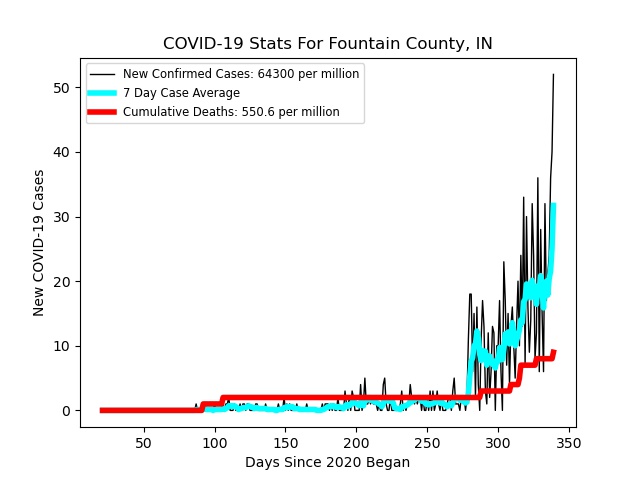 COVID-19 Stats For Fountain County, IN
New Confirmed Cases: 64300 per million
7 Day Case Average
Cumulative Deaths: 550.6 per million
New COVID-19 Cases
50
40
30
20
10
0
50 100 150 200 250 300 350
Days Since 2020 Began